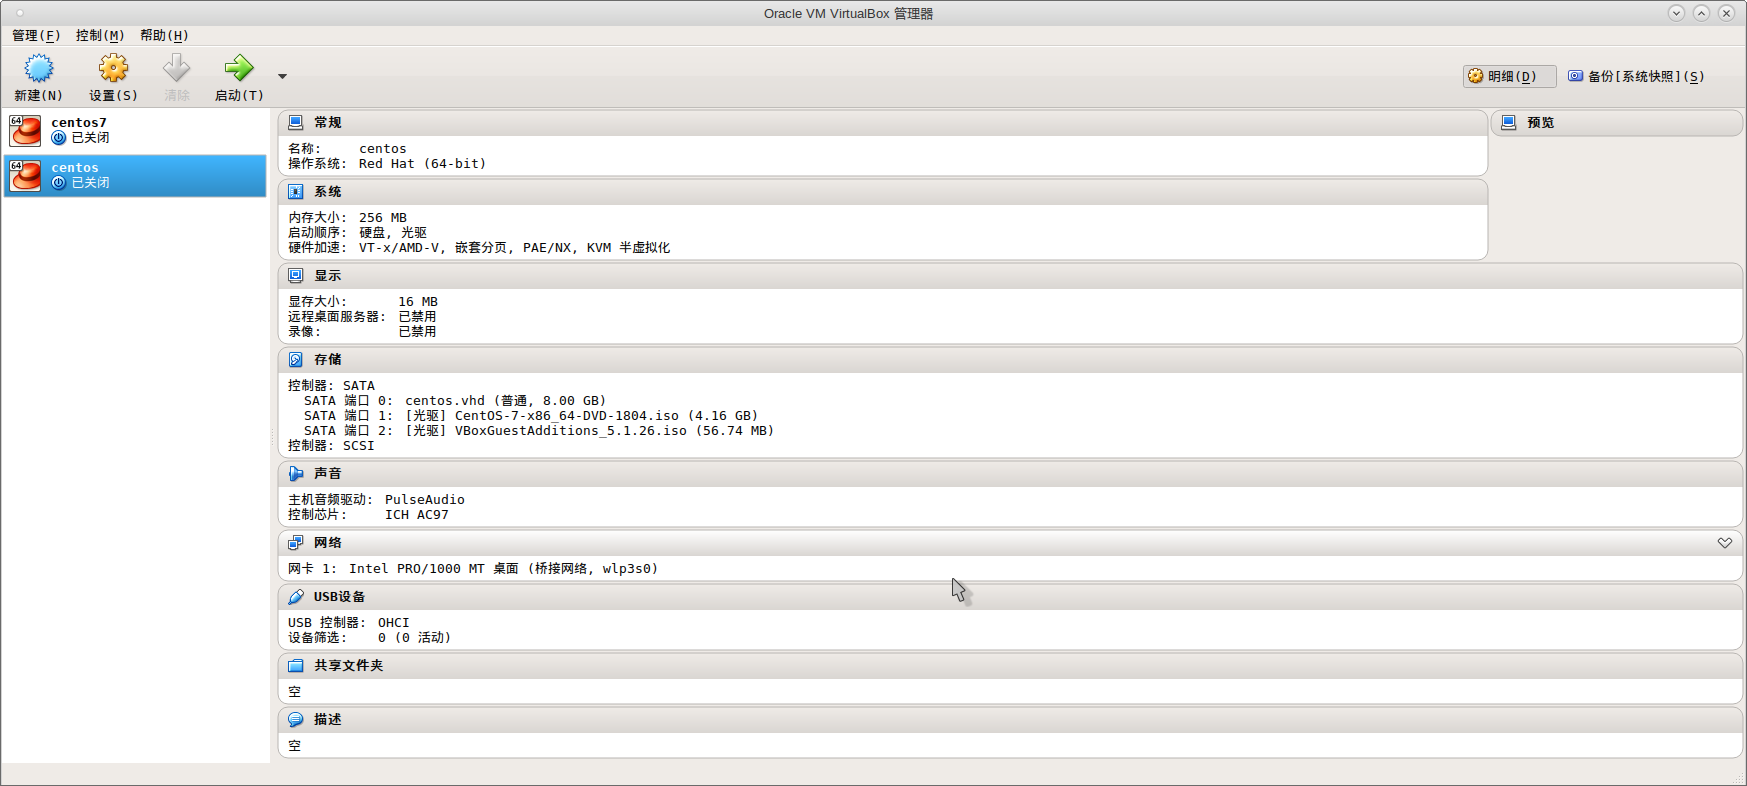 Oracle VM VirtualBox 管理器
管理(F) 控制(M) 帮助(H)
新建(N) 设置(S) 清除 启动(T) 明细(D) 备份[系统快照](S)
64 centos7
已关闭
64 centos
已关闭
常规
名称: centos
操作系统: Red Hat (64-bit)
预览
系统
内存大小: 256 MB
启动顺序: 硬盘, 光驱
硬件加速: VT-x/AMD-V, 嵌套分页, PAE/NX, KVM 半虚拟化
显示
显存大小: 16 MB
远程桌面服务器: 已禁用
录像: 已禁用
存储
控制器: SATA
SATA 端口 0: centos.vhd (普通, 8.00 GB)
SATA 端口 1: [光驱] CentOS-7-x86_64-DVD-1804.iso (4.16 GB)
SATA 端口 2: [光驱] VBoxGuestAdditions_5.1.26.iso (56.74 MB)
控制器: SCSI
声音
主机音频驱动: PulseAudio
控制芯片: ICH AC97
网络
网卡 1: Intel PRO/1000 MT 桌面 (桥接网络, wlp3s0)
USB设备
USB 控制器: OHCI
设备筛选: 0 (0 活动)
共享文件夹
空
描述
空